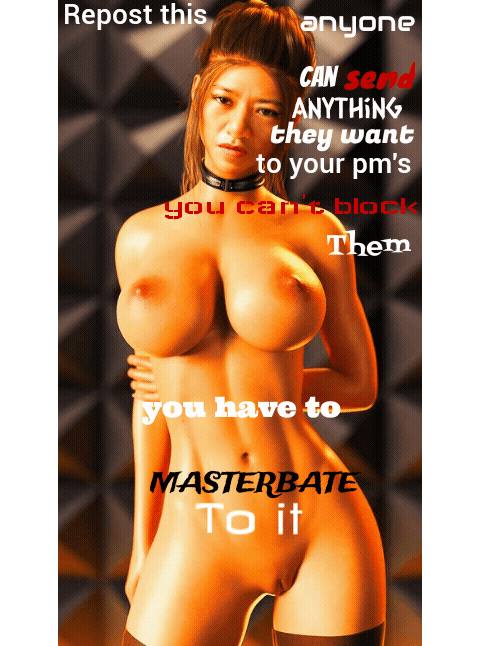 Repost this
anyone
CAN send
ANYTHING
they want
to your pm's
you can't block
Them
you have to
MASTERBATE
To it